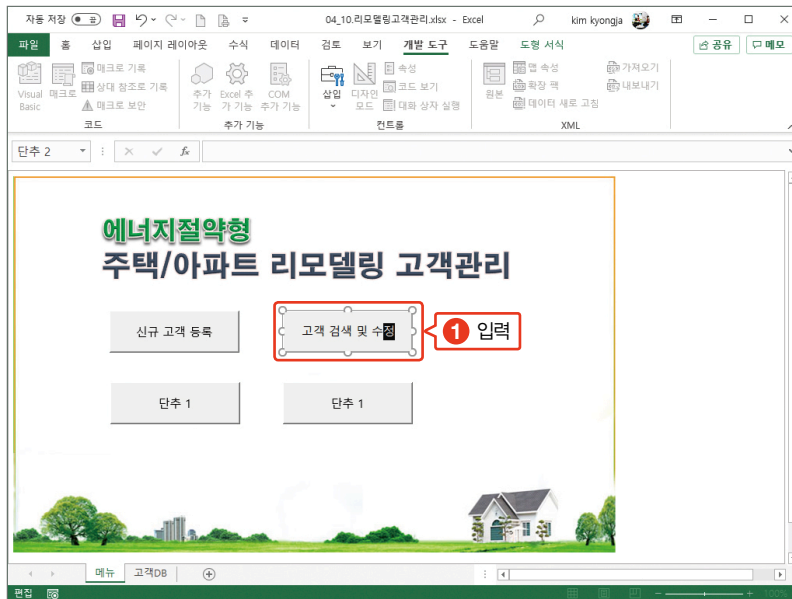 자동 저장 04_10.리모델링고객관리.xlsx - Excel kim kyongja
파일 홈 삽입 페이지 레이아웃 수식 데이터 검토 보기 개발 도구 도움말 도형 서식 공유 메모
Visual Basic
매크로
매크로 기록
상대 참조로 기록
매크로 보안
코드
추가 기능
Excel 추가 기능
COM 추가 기능
추가 기능
삽입
디자인 모드
속성
코드 보기
대화 상자 실행
컨트롤
원본
맵 속성
확장 팩
데이터 새로 고침
가져오기
내보내기
XML
단추 2 fx
에너지절약형
주택/아파트 리모델링 고객관리
신규 고객 등록 고객 검색 및 수정 1 입력
단추 1 단추 1
메뉴 고객DB
편집 100%